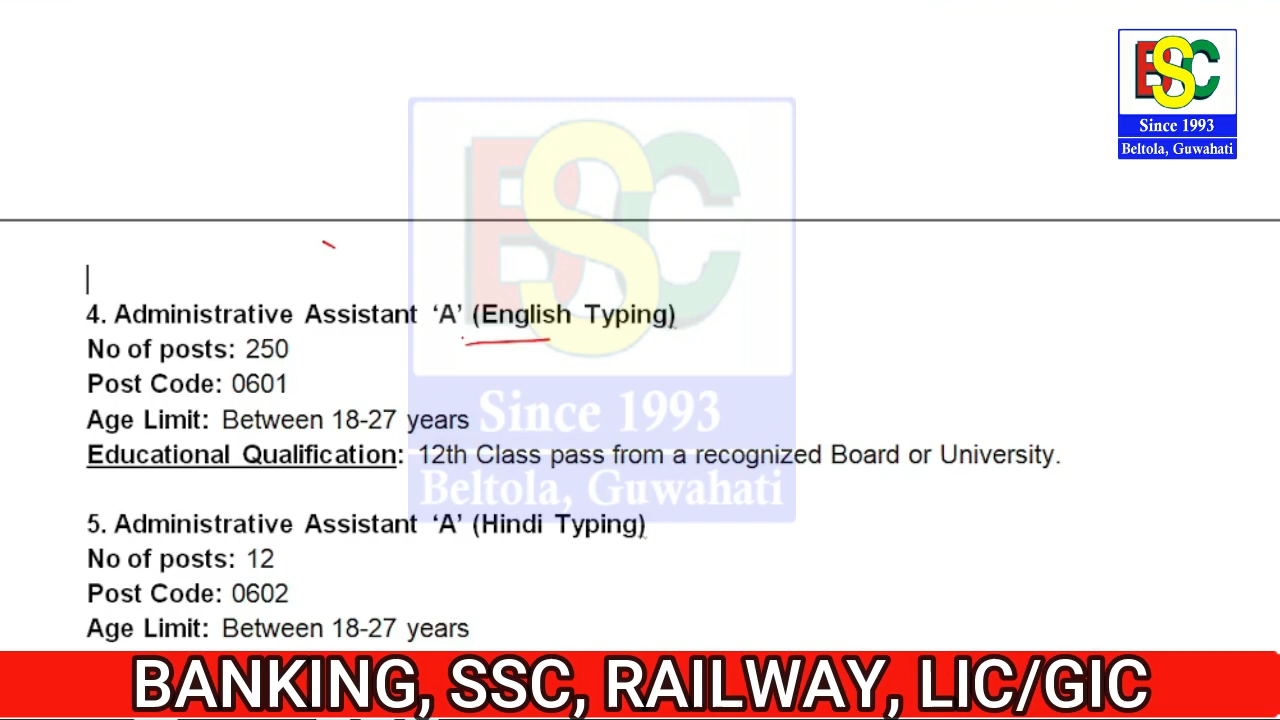 BSC
Since 1993
Beltola, Guwahati
BSC
Since 1993
Beltola, Guwahati
4. Administrative Assistant ‘A’ (English Typing)
No of posts: 250
Post Code: 0601
Age Limit: Between 18-27 years
Educational Qualification: 12th Class pass from a recognized Board or University.
5. Administrative Assistant ‘A’ (Hindi Typing)
No of posts: 12
Post Code: 0602
Age Limit: Between 18-27 years
BANKING, SSC, RAILWAY, LIC/GIC